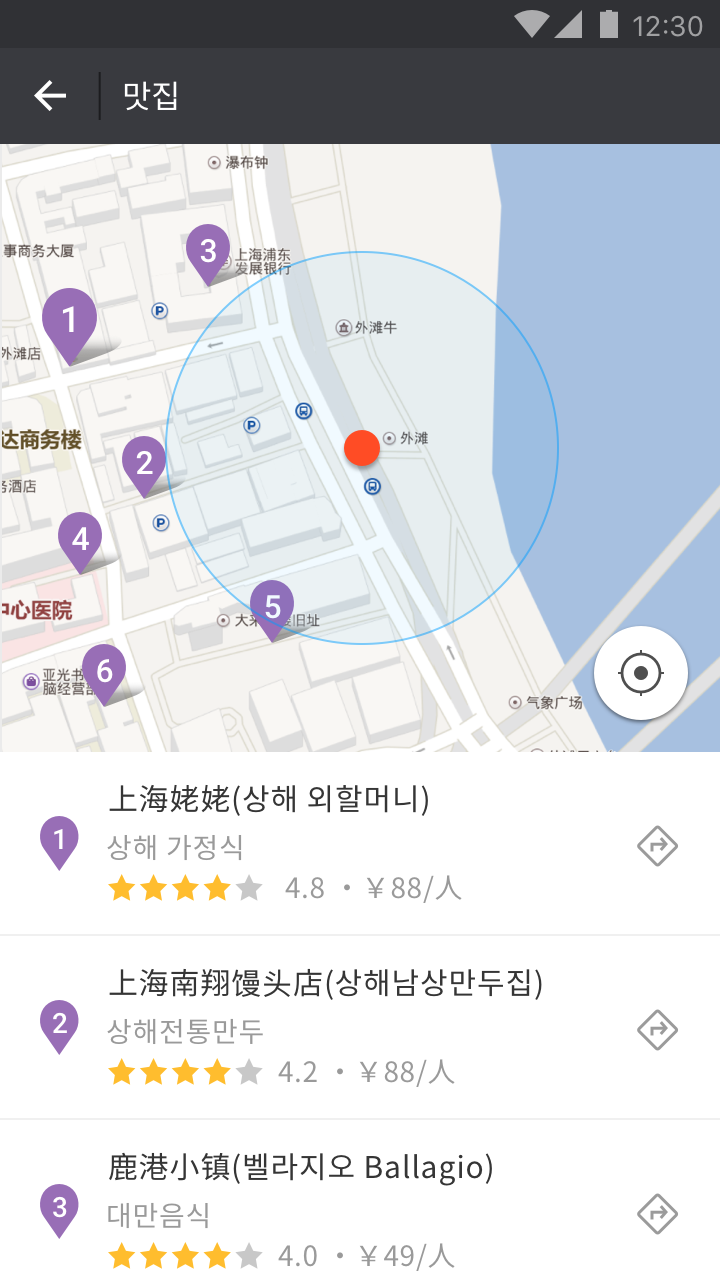 12:30
맛집
瀑布钟
事商务大厦
3
上海浦东
发展银行
1
P
外滩牛
外滩店
P
外滩
达商务楼
2
务酒店
P
4
中心医院
5
大来 旧址
6
亚光书
脑经营部
气象广场
1
上海姥姥(상해 외할머니)
상해 가정식
4.8 • ￥88/人
2
上海南翔馒头店(상해남상만두집)
상해전통만두
4.2 • ￥88/人
3
鹿港小镇(벨라지오 Ballagio)
대만음식
4.0 • ￥49/人